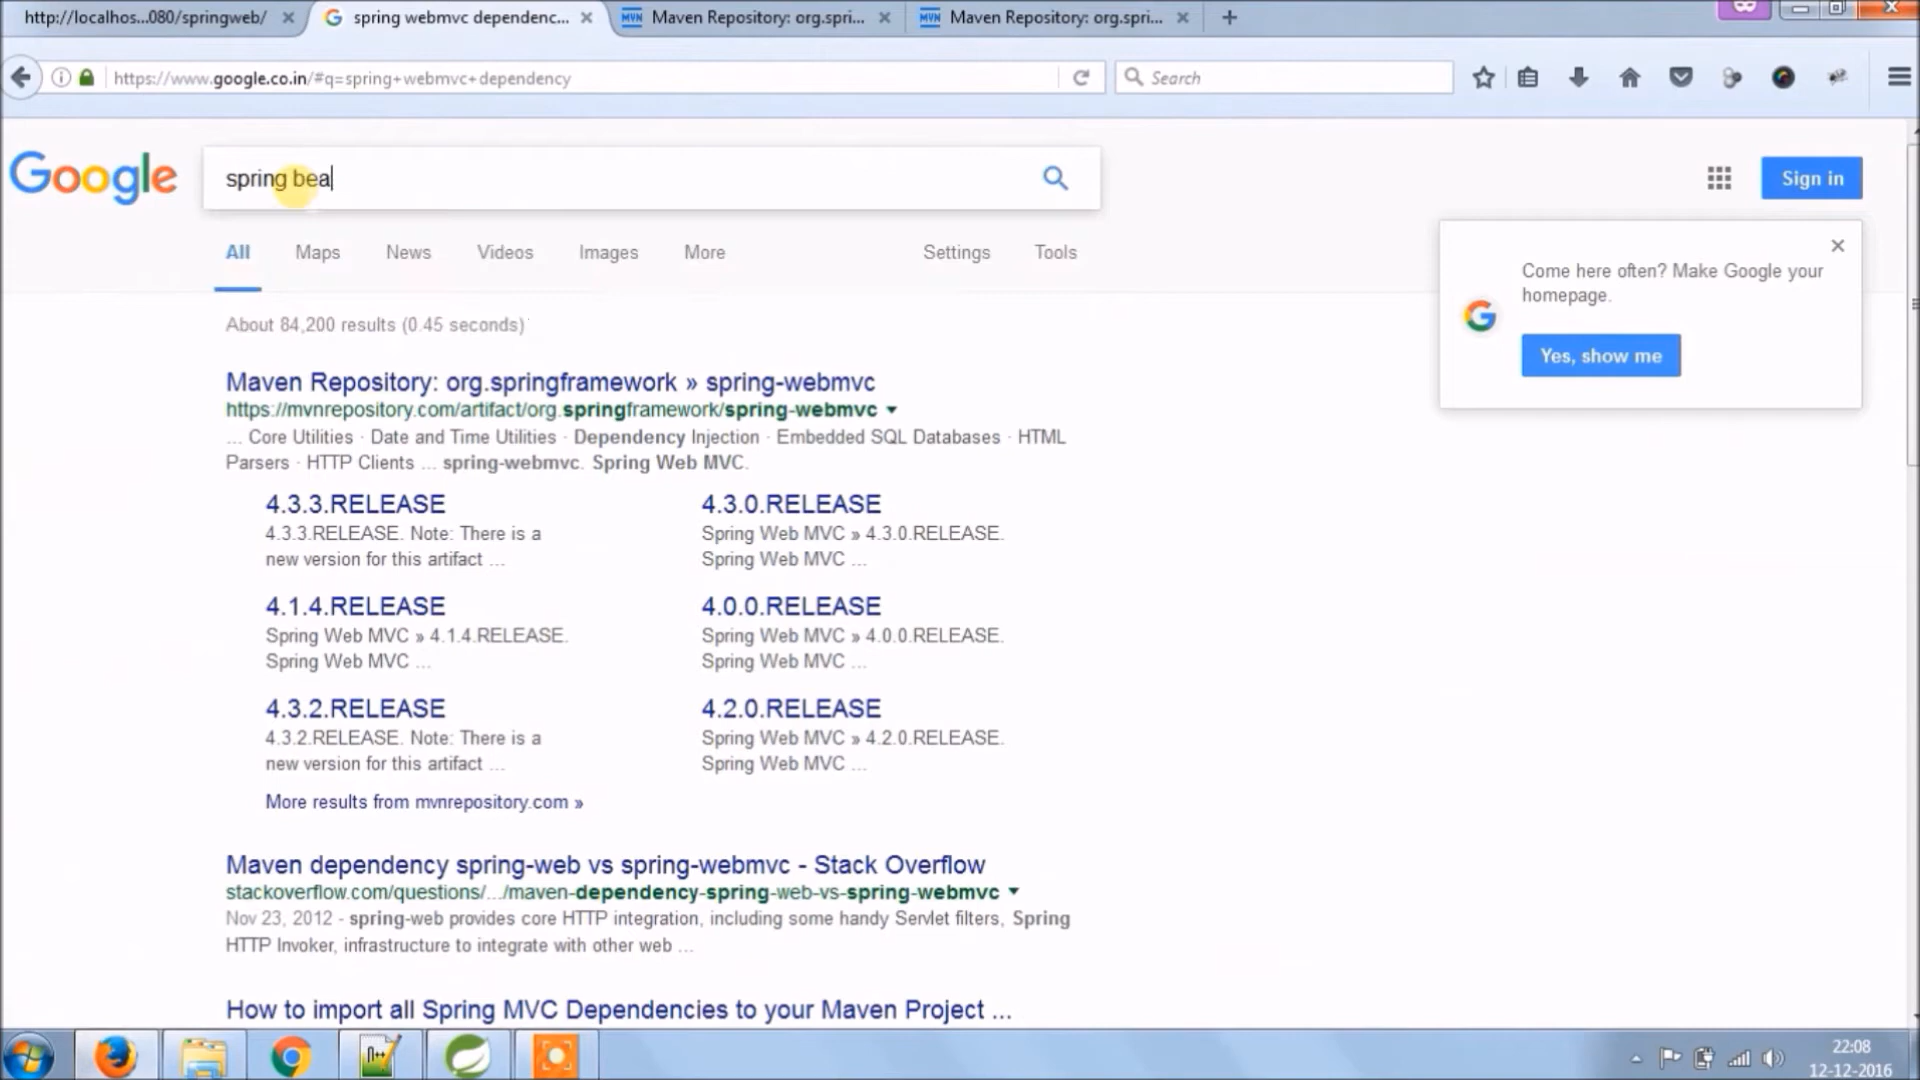 http://localhos...080/springweb/
spring webmvc dependenc...
MVN Maven Repository: org.spri...
MVN Maven Repository: org.spri...
https://www.google.co.in/#q=spring+webmvc+dependency
Search
Google
spring bea
Sign in
All Maps News Videos Images More Settings Tools
Come here often? Make Google your
homepage.
Yes, show me
About 84,200 results (0.45 seconds)
Maven Repository: org.springframework » spring-webmvc
https://mvnrepository.com/artifact/org.springframework/spring-webmvc
... Core Utilities · Date and Time Utilities · Dependency Injection · Embedded SQL Databases · HTML
Parsers · HTTP Clients ... spring-webmvc. Spring Web MVC.
4.3.3.RELEASE
4.3.3.RELEASE. Note: There is a
new version for this artifact ...
4.3.0.RELEASE
Spring Web MVC » 4.3.0.RELEASE.
Spring Web MVC ...
4.1.4.RELEASE
Spring Web MVC » 4.1.4.RELEASE.
Spring Web MVC ...
4.0.0.RELEASE
Spring Web MVC » 4.0.0.RELEASE.
Spring Web MVC ...
4.3.2.RELEASE
4.3.2.RELEASE. Note: There is a
new version for this artifact ...
4.2.0.RELEASE
Spring Web MVC » 4.2.0.RELEASE.
Spring Web MVC ...
More results from mvnrepository.com »
Maven dependency spring-web vs spring-webmvc - Stack Overflow
stackoverflow.com/questions/.../maven-dependency-spring-web-vs-spring-webmvc
Nov 23, 2012 - spring-web provides core HTTP integration, including some handy Servlet filters, Spring
HTTP Invoker, infrastructure to integrate with other web ...
How to import all Spring MVC Dependencies to your Maven Project ...
22:08
12-12-2016